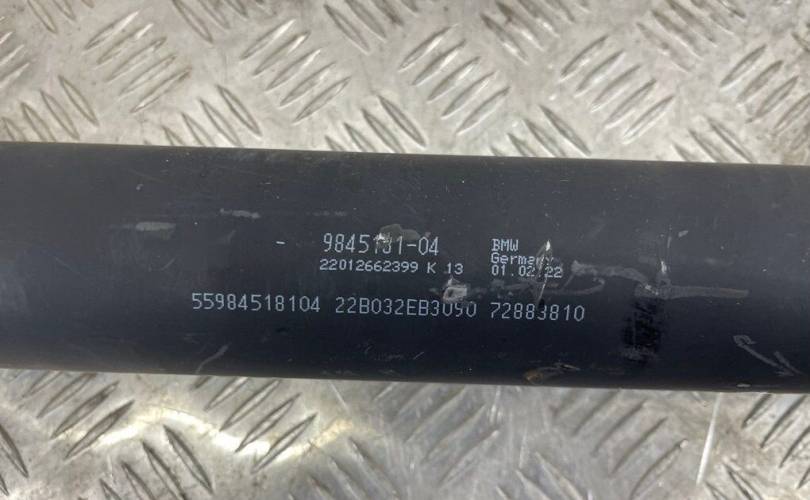 - 9845181-04 BMW
Germany
22012662399 K 13 01.02.22
55984518104 22B032EB3090 72883810